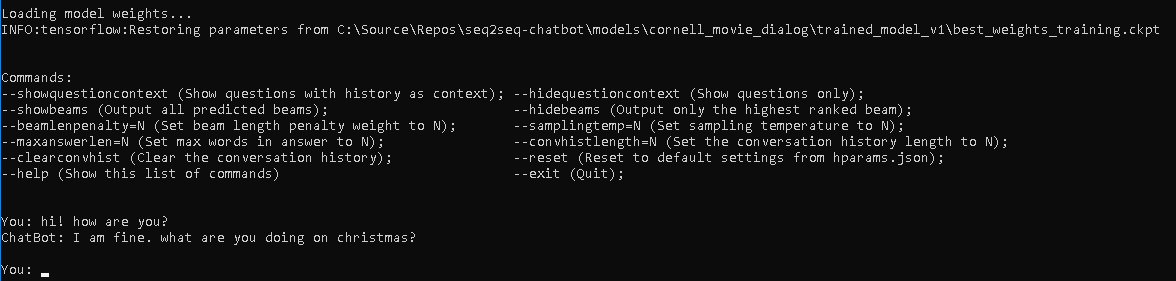 Loading model weights...
INFO:tensorflow:Restoring parameters from C:\Source\Repos\seq2seq-chatbot\models\cornell_movie_dialog\trained_model_v1\best_weights_training.ckpt
Commands:
--showquestioncontext (Show questions with history as context); --hidequestioncontext (Show questions only);
--showbeams (Output all predicted beams); --hidebeams (Output only the highest ranked beam);
--beamlenpenalty=N (Set beam length penalty weight to N); --samplingtemp=N (Set sampling temperature to N);
--maxanswerlen=N (Set max words in answer to N); --convhistlength=N (Set the conversation history length to N);
--clearconvhist (Clear the conversation history); --reset (Reset to default settings from hparams.json);
--help (Show this list of commands) --exit (Quit);
You: hi! how are you?
ChatBot: I am fine. what are you doing on christmas?
You: